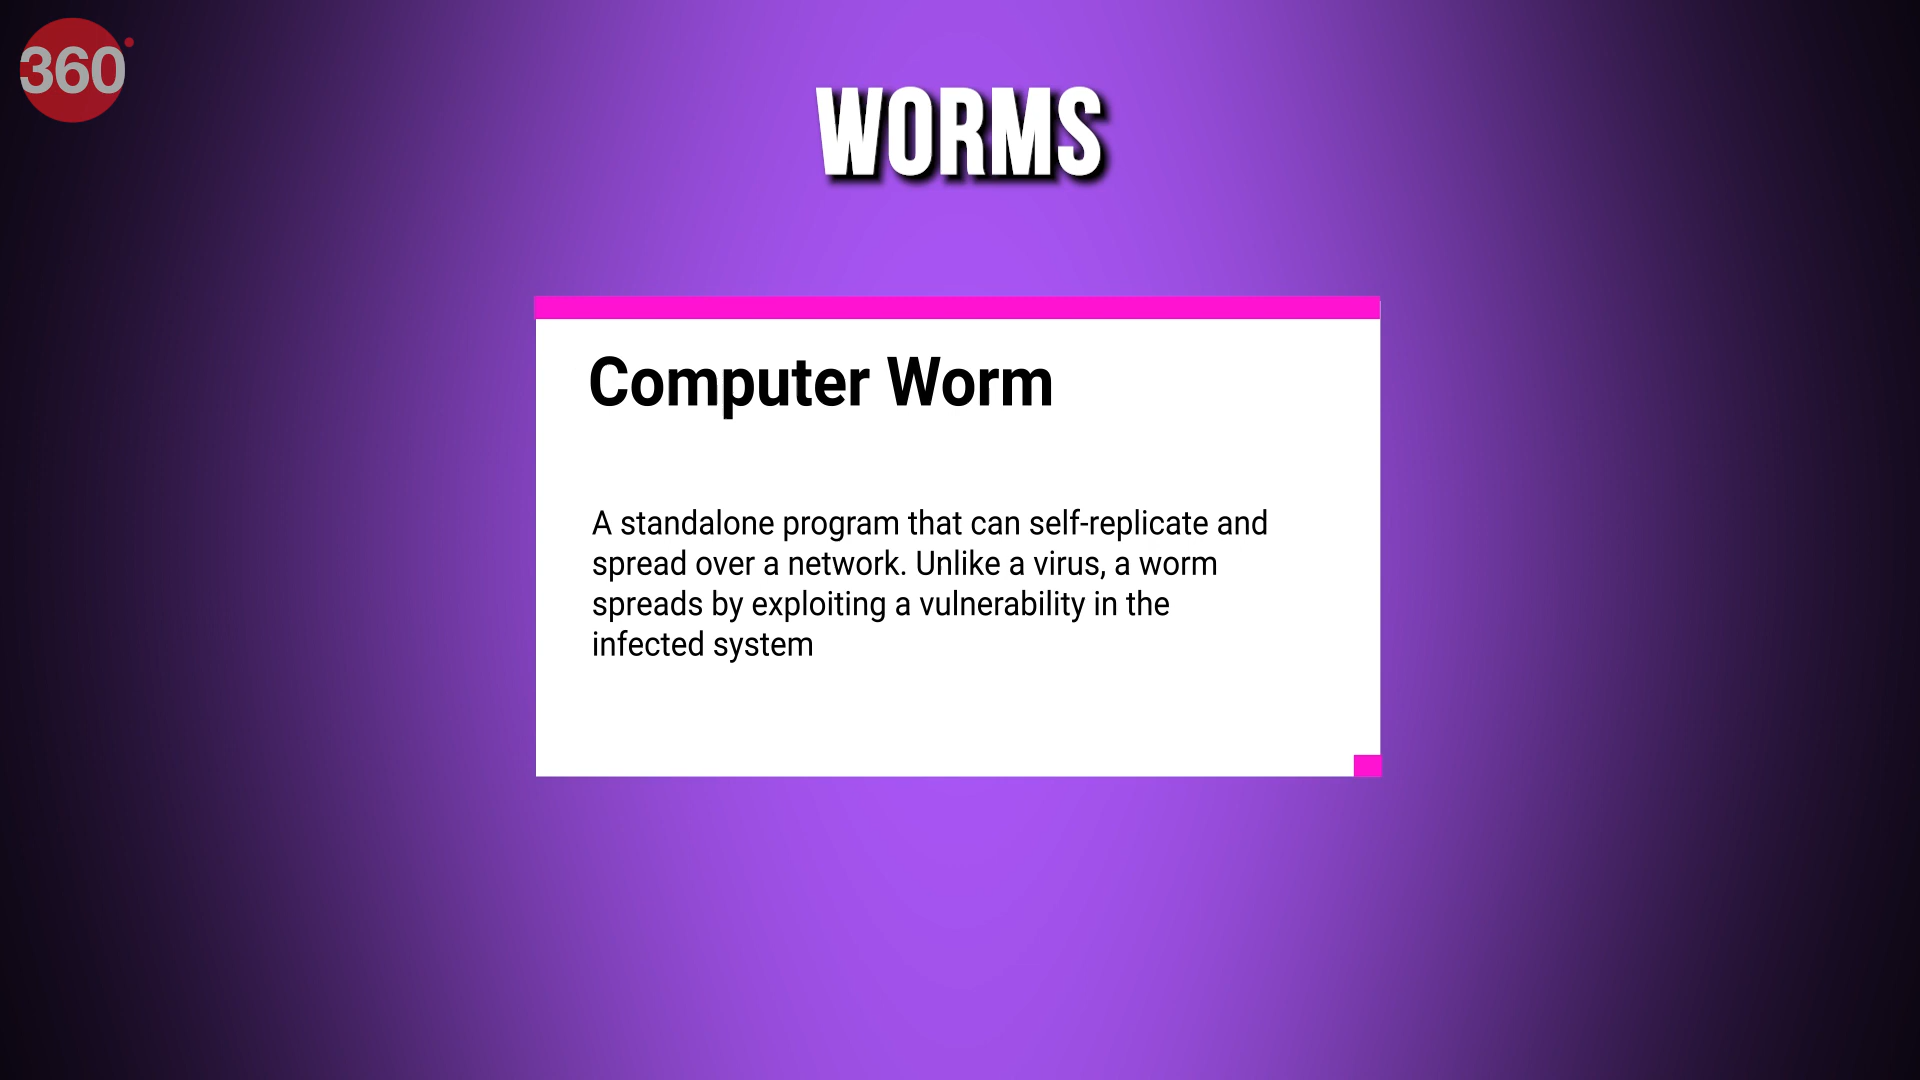 360°
WORMS
Computer Worm
A standalone program that can self-replicate and
spread over a network. Unlike a virus, a worm
spreads by exploiting a vulnerability in the
infected system